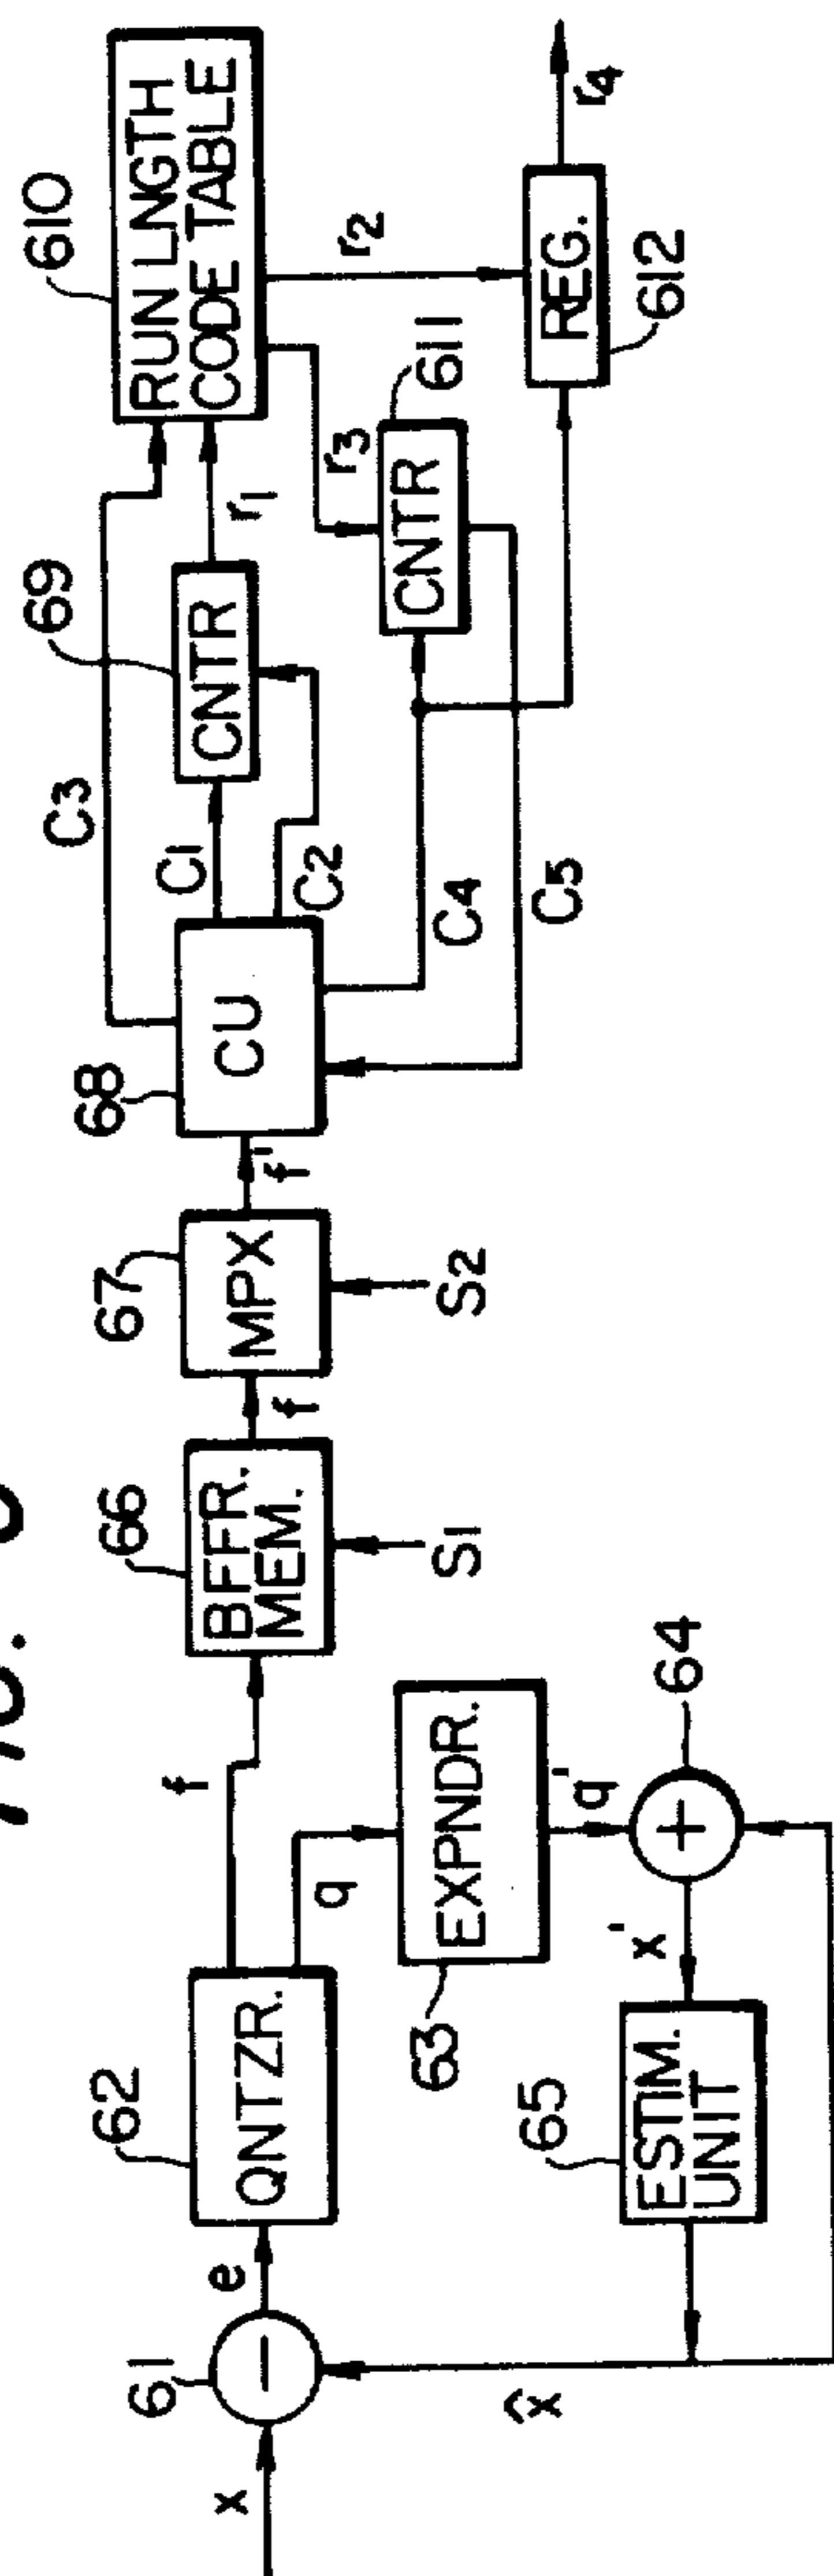 x
61
e
62
QNTZR.
f
q
63
EXPNDR.
q'
64
+
x'
65
ESTIM.
UNIT
x̂
66
BFFR.
MEM.
S1
f
67
MPX
S2
f'
68
CU
C3
C1
C2
C4
C5
69
CNTR
r1
610
RUN LNGTH
CODE TABLE
r3
r2
611
CNTR
REG.
612
r4